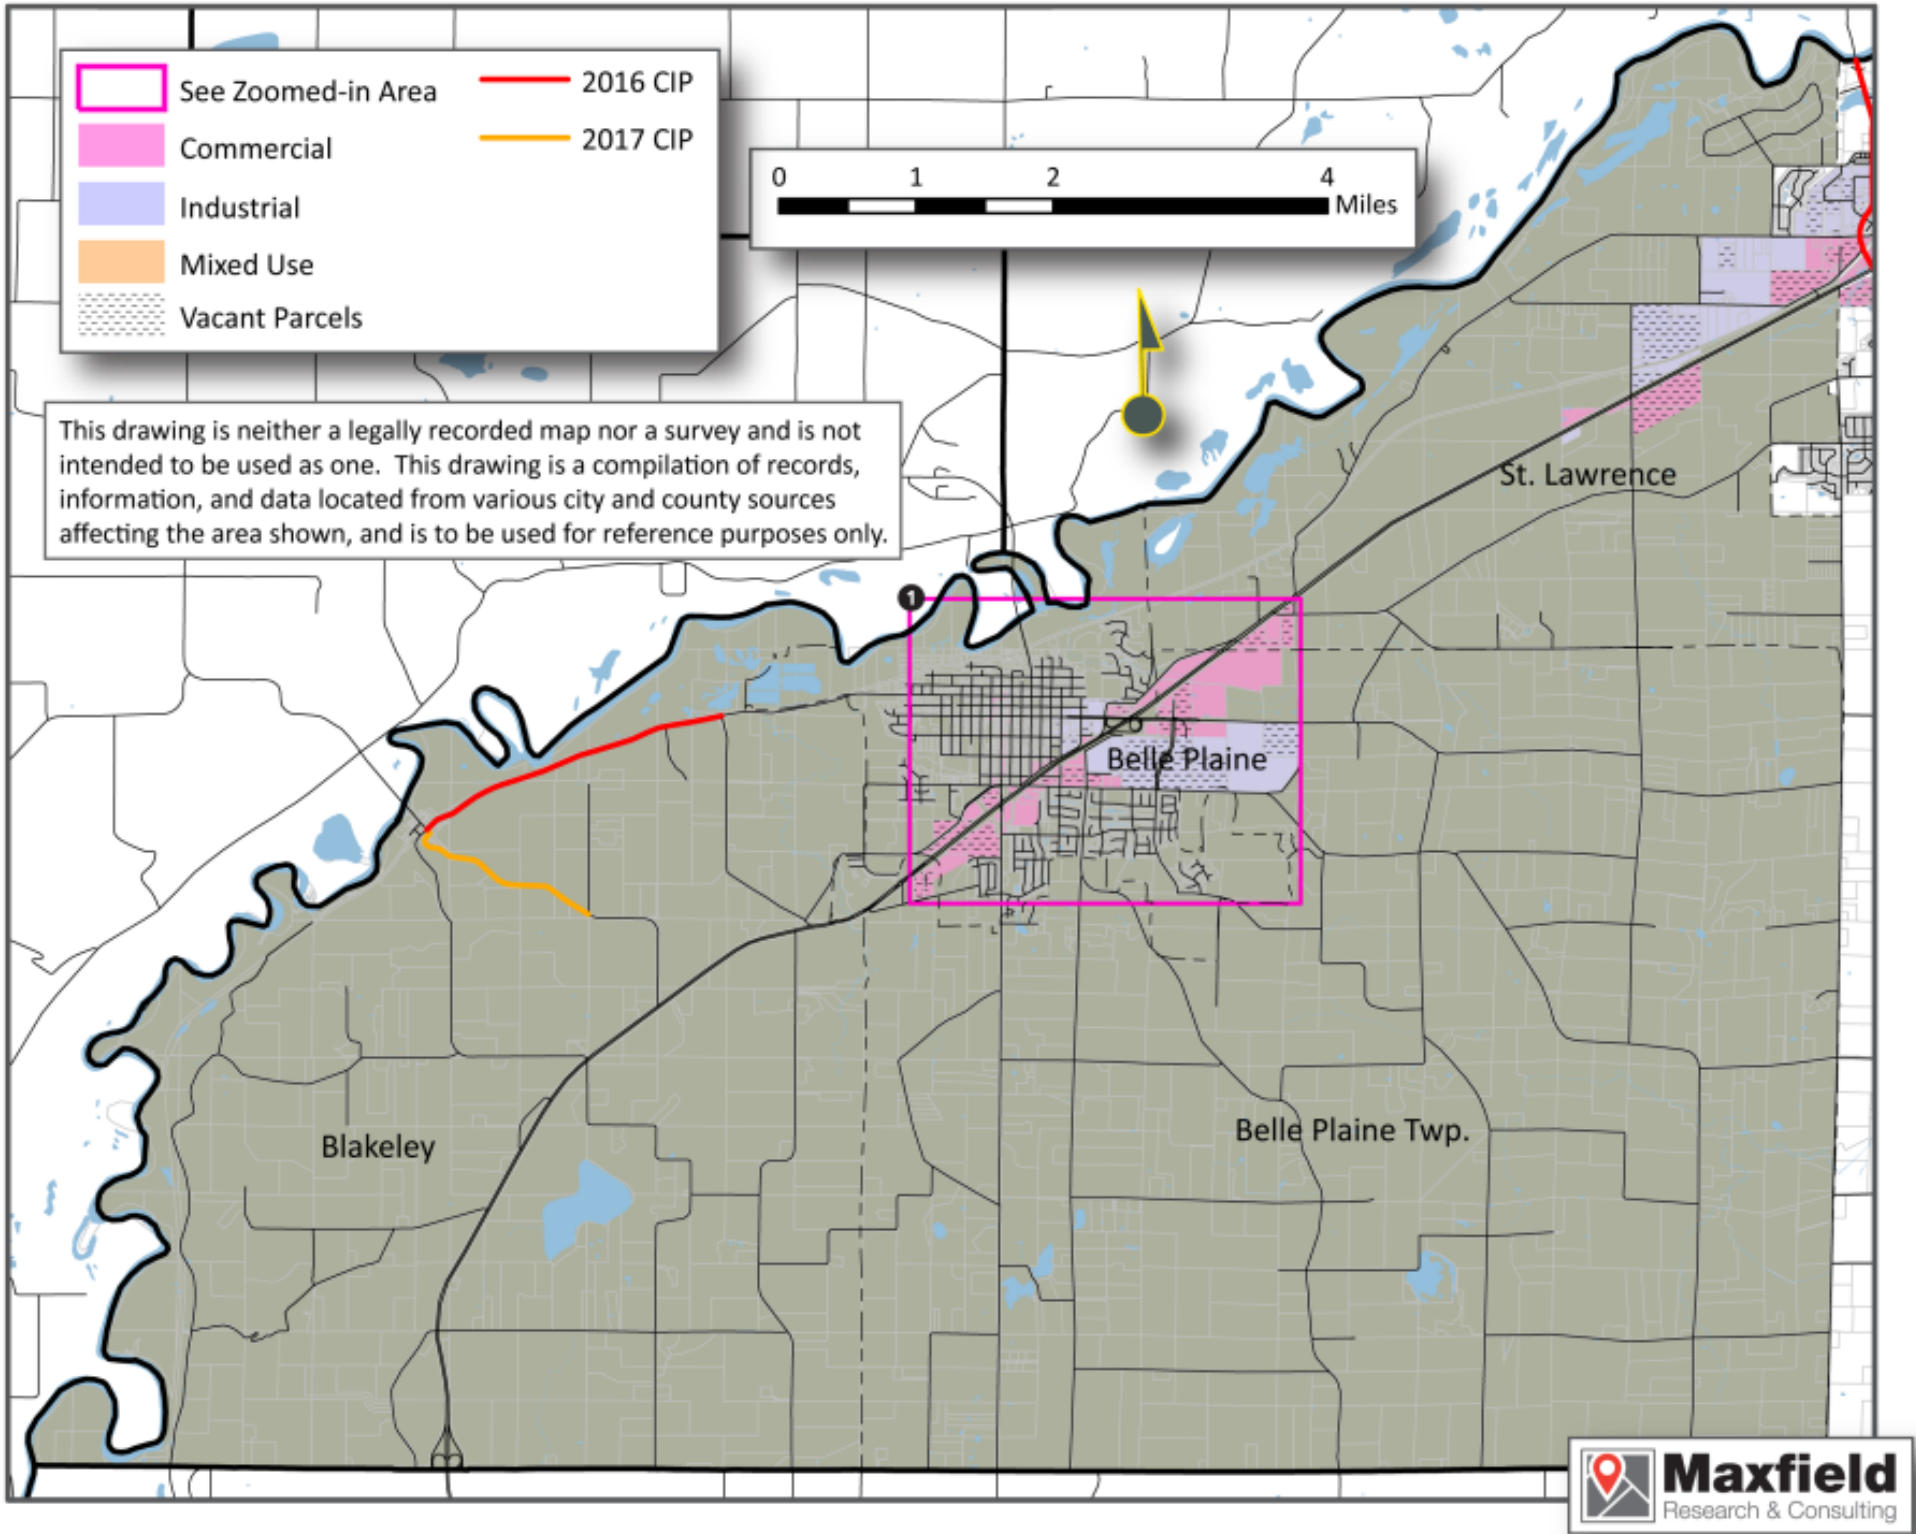 See Zoomed-in Area
Commercial
Industrial
Mixed Use
Vacant Parcels
2016 CIP
2017 CIP
0 1 2 4
Miles
This drawing is neither a legally recorded map nor a survey and is not
intended to be used as one. This drawing is a compilation of records,
information, and data located from various city and county sources
affecting the area shown, and is to be used for reference purposes only.
St. Lawrence
1
Belle Plaine
Belle Plaine Twp.
Blakeley
Maxfield
Research & Consulting